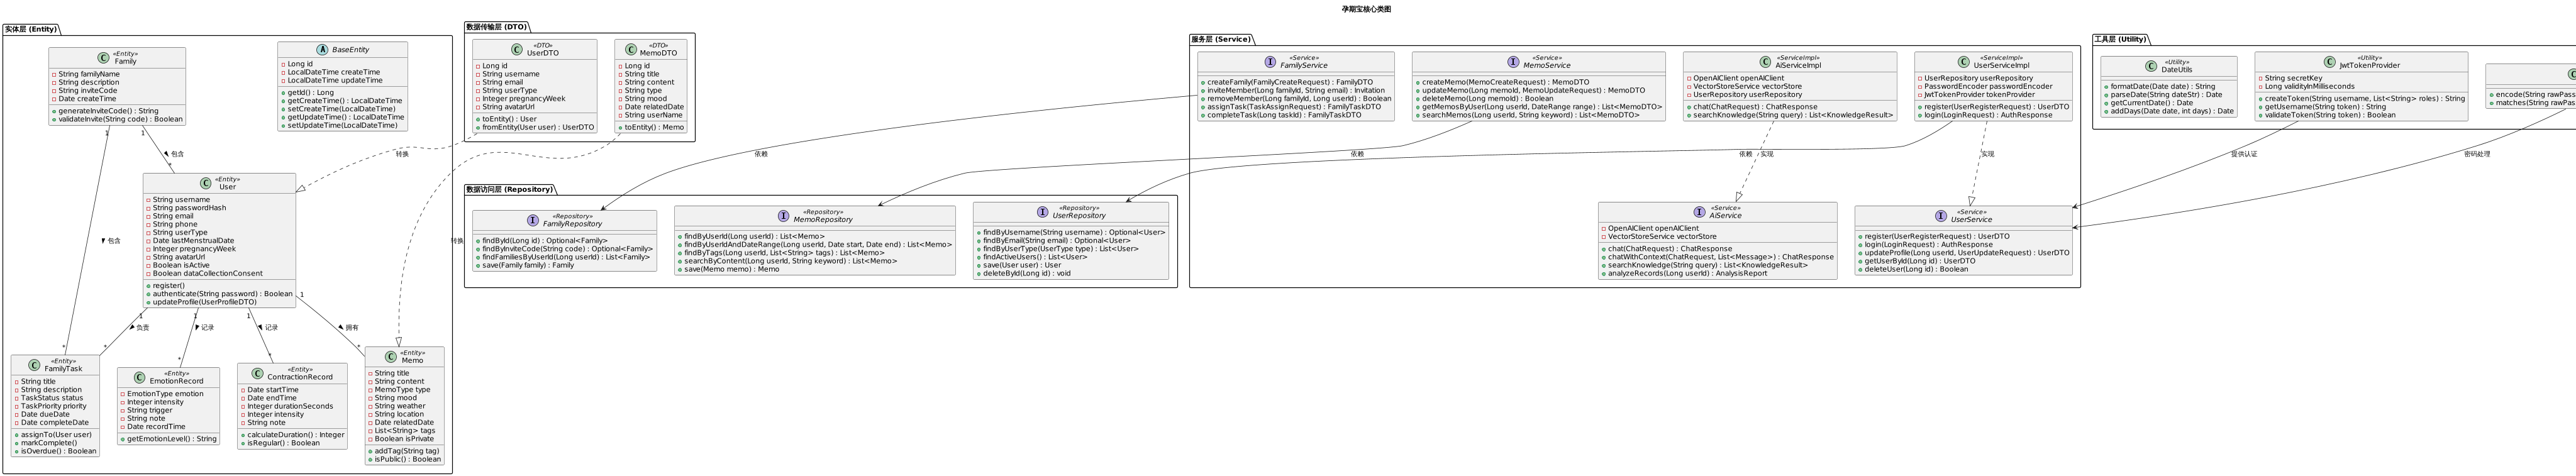 孕期宝核心类图
实体层 (Entity)
«Entity»
Family
String familyName
String description
String inviteCode
Date createTime
generateInviteCode() : String
validateInvite(String code) : Boolean
BaseEntity
Long id
LocalDateTime createTime
LocalDateTime updateTime
getId() : Long
getCreateTime() : LocalDateTime
setCreateTime(LocalDateTime)
getUpdateTime() : LocalDateTime
setUpdateTime(LocalDateTime)
1
1
包含
*
«Entity»
User
String username
String passwordHash
String email
String phone
String userType
Date lastMenstrualDate
Integer pregnancyWeek
String avatarUrl
Boolean isActive
Boolean dataCollectionConsent
register()
authenticate(String password) : Boolean
updateProfile(UserProfileDTO)
包含
1
1
1
1
负责
记录
记录
拥有
*
*
*
*
*
«Entity»
FamilyTask
String title
String description
TaskStatus status
TaskPriority priority
Date dueDate
Date completeDate
assignTo(User user)
markComplete()
isOverdue() : Boolean
«Entity»
EmotionRecord
EmotionType emotion
Integer intensity
String trigger
String note
Date recordTime
getEmotionLevel() : String
«Entity»
ContractionRecord
Date startTime
Date endTime
Integer durationSeconds
Integer intensity
String note
calculateDuration() : Integer
isRegular() : Boolean
«Entity»
Memo
String title
String content
MemoType type
String mood
String weather
String location
Date relatedDate
List<String> tags
Boolean isPrivate
addTag(String tag)
isPublic() : Boolean
数据传输层 (DTO)
«DTO»
UserDTO
Long id
String username
String email
String userType
Integer pregnancyWeek
String avatarUrl
toEntity() : User
fromEntity(User user) : UserDTO
«DTO»
MemoDTO
Long id
String title
String content
String type
String mood
Date relatedDate
String userName
toEntity() : Memo
转换
转换
数据访问层 (Repository)
«Repository»
FamilyRepository
findById(Long id) : Optional<Family>
findByInviteCode(String code) : Optional<Family>
findFamiliesByUserId(Long userId) : List<Family>
save(Family family) : Family
«Repository»
MemoRepository
findByUserId(Long userId) : List<Memo>
findByUserIdAndDateRange(Long userId, Date start, Date end) : List<Memo>
findByTags(Long userId, List<String> tags) : List<Memo>
searchByContent(Long userId, String keyword) : List<Memo>
save(Memo memo) : Memo
«Repository»
UserRepository
findByUsername(String username) : Optional<User>
findByEmail(String email) : Optional<User>
findByUserType(UserType type) : List<User>
findActiveUsers() : List<User>
save(User user) : User
deleteById(Long id) : void
服务层 (Service)
«Service»
FamilyService
createFamily(FamilyCreateRequest) : FamilyDTO
inviteMember(Long familyId, String email) : Invitation
removeMember(Long familyId, Long userId) : Boolean
assignTask(TaskAssignRequest) : FamilyTaskDTO
completeTask(Long taskId) : FamilyTaskDTO
«Service»
MemoService
createMemo(MemoCreateRequest) : MemoDTO
updateMemo(Long memoId, MemoUpdateRequest) : MemoDTO
deleteMemo(Long memoId) : Boolean
getMemosByUser(Long userId, DateRange range) : List<MemoDTO>
searchMemos(Long userId, String keyword) : List<MemoDTO>
«ServiceImpl»
AiServiceImpl
OpenAIClient openAIClient
VectorStoreService vectorStore
UserRepository userRepository
chat(ChatRequest) : ChatResponse
searchKnowledge(String query) : List<KnowledgeResult>
«ServiceImpl»
UserServiceImpl
UserRepository userRepository
PasswordEncoder passwordEncoder
JwtTokenProvider tokenProvider
register(UserRegisterRequest) : UserDTO
login(LoginRequest) : AuthResponse
依赖
依赖
依赖
实现
实现
«Service»
AiService
OpenAIClient openAIClient
VectorStoreService vectorStore
chat(ChatRequest) : ChatResponse
chatWithContext(ChatRequest, List<Message>) : ChatResponse
searchKnowledge(String query) : List<KnowledgeResult>
analyzeRecords(Long userId) : AnalysisReport
«Service»
UserService
register(UserRegisterRequest) : UserDTO
login(LoginRequest) : AuthResponse
updateProfile(Long userId, UserUpdateRequest) : UserDTO
getUserById(Long id) : UserDTO
deleteUser(Long id) : Boolean
工具层 (Utility)
«Utility»
DateUtils
formatDate(Date date) : String
parseDate(String dateStr) : Date
getCurrentDate() : Date
addDays(Date date, int days) : Date
«Utility»
JwtTokenProvider
String secretKey
Long validityInMilliseconds
createToken(String username, List<String> roles) : String
getUsername(String token) : String
validateToken(String token) : Boolean
encode(String rawPass
matches(String rawPas
提供认证
密码处理